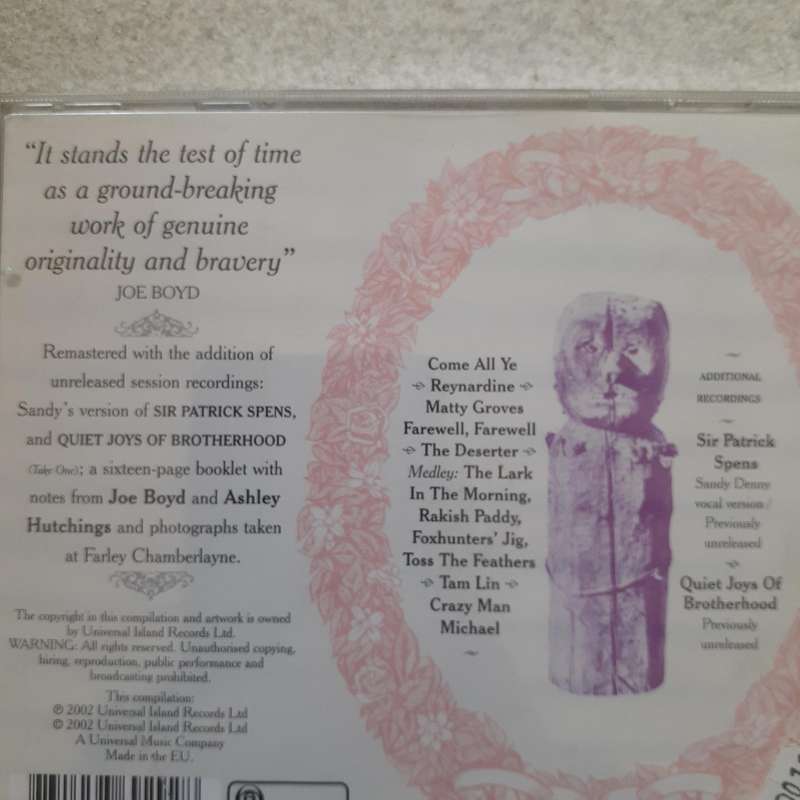 “It stands the test of time
as a ground-breaking
work of genuine
originality and bravery”
JOE BOYD
Remastered with the addition of
unreleased session recordings:
Sandy’s version of SIR PATRICK SPENS,
and QUIET JOYS OF BROTHERHOOD
(Take One); a sixteen-page booklet with
notes from Joe Boyd and Ashley
Hutchings and photographs taken
at Farley Chamberlayne.
The copyright in this compilation and artwork is owned
by Universal Island Records Ltd.
WARNING: All rights reserved. Unauthorised copying,
hiring, reproduction, public performance and
broadcasting prohibited.
This compilation:
℗ 2002 Universal Island Records Ltd
© 2002 Universal Island Records Ltd
A Universal Music Company
Made in the EU.
Come All Ye
Reynardine
Matty Groves
Farewell, Farewell
The Deserter
Medley: The Lark
In The Morning,
Rakish Paddy,
Foxhunters’ Jig,
Toss The Feathers
Tam Lin
Crazy Man
Michael
ADDITIONAL
RECORDINGS
Sir Patrick
Spens
Sandy Denny
vocal version /
Previously
unreleased
Quiet Joys Of
Brotherhood
Previously
unreleased